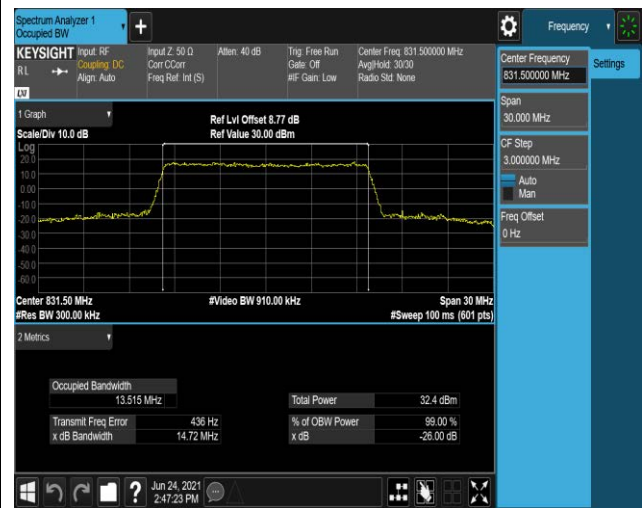 Spectrum Analyzer 1
Occupied BW
Frequency
KEYSIGHT
RL
LXI
Input: RF
Coupling: DC
Align: Auto
Input Z: 50 Ω
Corr CCorr
Freq Ref: Int (S)
Atten: 40 dB
Trig: Free Run
Gate: Off
#IF Gain: Low
Center Freq: 831.500000 MHz
Avg|Hold: 30/30
Radio Std: None
Center Frequency
831.500000 MHz
Settings
Span
30.000 MHz
CF Step
3.000000 MHz
Auto
Man
Freq Offset
0 Hz
1 Graph
Scale/Div 10.0 dB
Ref Lvl Offset 8.77 dB
Ref Value 30.00 dBm
Log
20.0
10.0
0.00
-10.0
-20.0
-30.0
-40.0
-50.0
-60.0
Center 831.50 MHz
#Video BW 910.00 kHz
Span 30 MHz
#Res BW 300.00 kHz
#Sweep 100 ms (601 pts)
2 Metrics
Occupied Bandwidth
13.515 MHz
Total Power 32.4 dBm
Transmit Freq Error 436 Hz
% of OBW Power 99.00 %
x dB Bandwidth 14.72 MHz
x dB -26.00 dB
?
Jun 24, 2021
2:47:23 PM